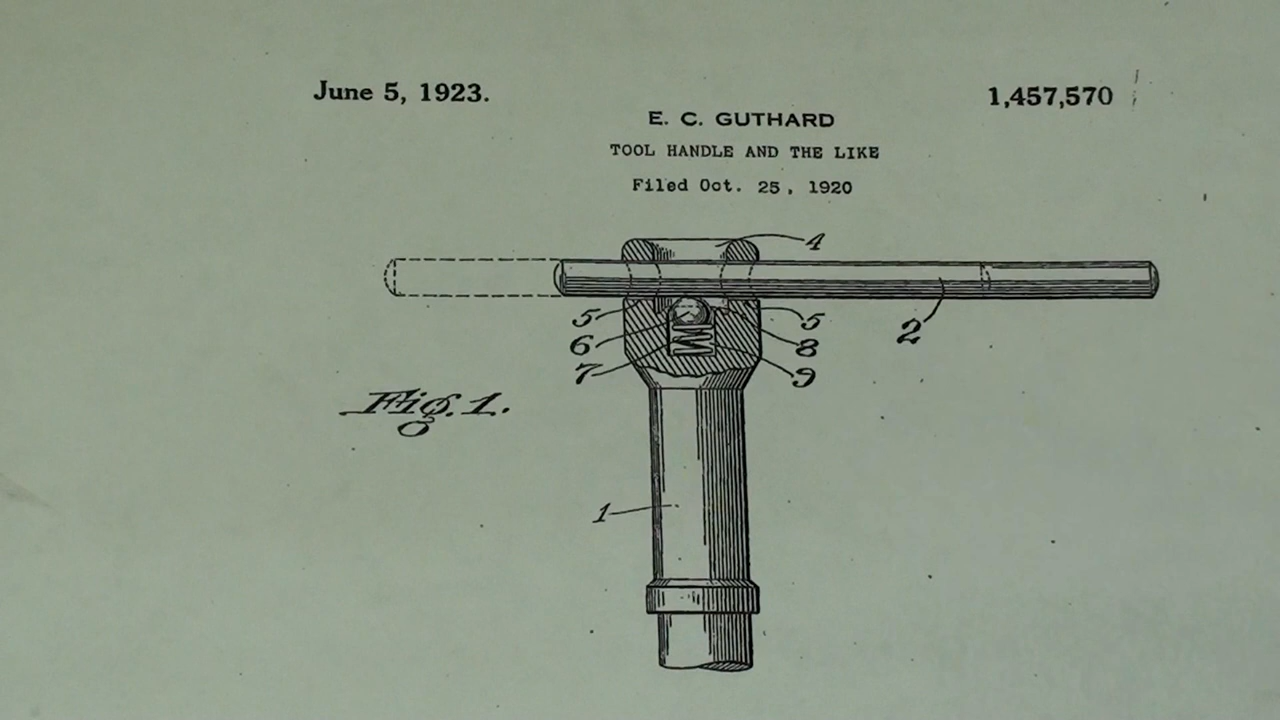 June 5, 1923.
1,457,570
E. C. GUTHARD
TOOL HANDLE AND THE LIKE
Filed Oct. 25, 1920
4
5
5
2
6
8
7
9
Fig. 1.
1